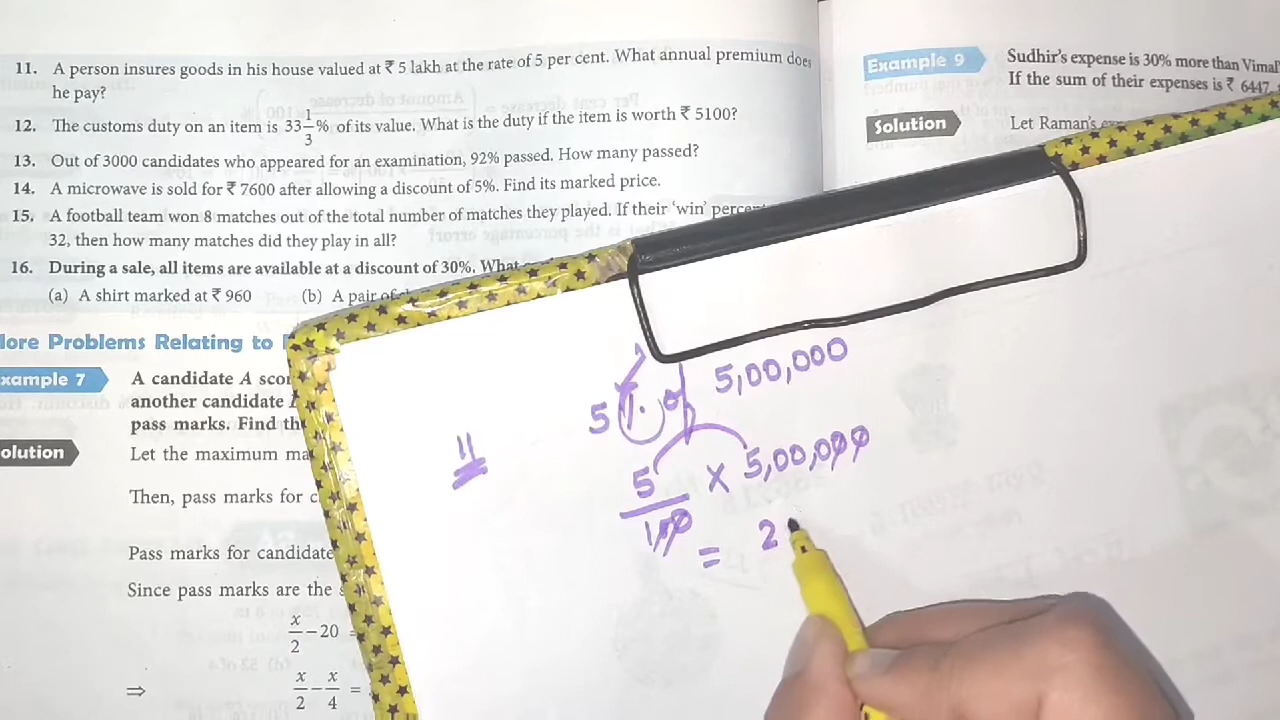 11. A person insures goods in his house valued at ₹ 5 lakh at the rate of 5 per cent. What annual premium does
he pay?
12. The customs duty on an item is 33 1/3 % of its value. What is the duty if the item is worth ₹ 5100?
13. Out of 3000 candidates who appeared for an examination, 92% passed. How many passed?
14. A microwave is sold for ₹ 7600 after allowing a discount of 5%. Find its marked price.
15. A football team won 8 matches out of the total number of matches they played. If their 'win'
32, then how many matches did they play in all?
16. During a sale, all items are available at a discount of 30%. What
(a) A shirt marked at ₹ 960 (b) A pair of
ore Problems Relating to
xample 7 A candidate A
another candidate
pass marks. Find
olution Let the maximum
Then, pass marks for
Pass marks for candidate
Since pass marks are the
x/2 − 20 =
⇒ x/2 − x/4 =
Example 9 Sudhir's expense is 30% more than
If the sum of their expenses is ₹ 6447
Solution Let Raman's
5 % of 5,00,000
11
5/100 × 5,00,000
= 2